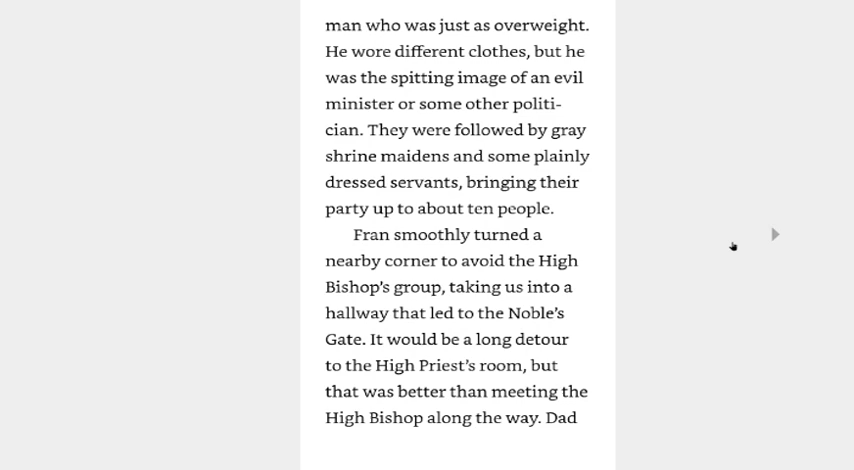 man who was just as overweight.
He wore different clothes, but he
was the spitting image of an evil
minister or some other politi-
cian. They were followed by gray
shrine maidens and some plainly
dressed servants, bringing their
party up to about ten people.
Fran smoothly turned a
nearby corner to avoid the High
Bishop’s group, taking us into a
hallway that led to the Noble’s
Gate. It would be a long detour
to the High Priest’s room, but
that was better than meeting the
High Bishop along the way. Dad